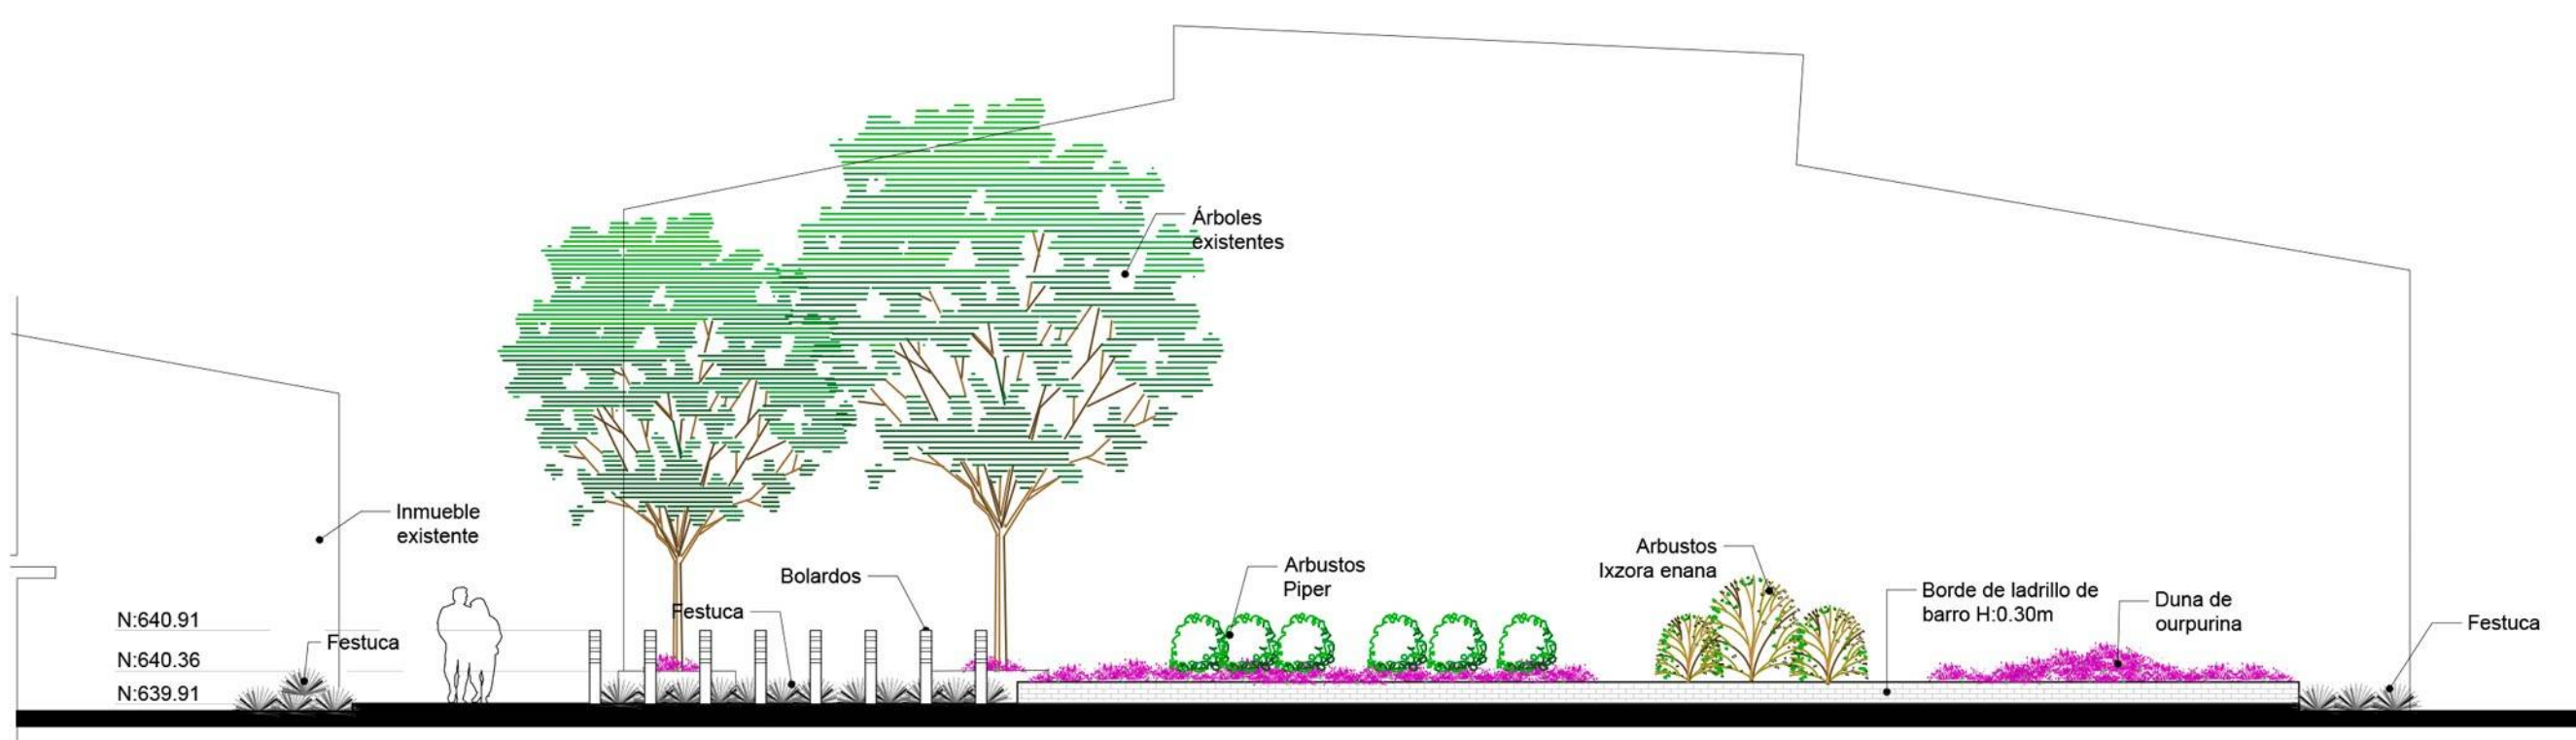 Árboles
existentes
Inmueble
existente
Bolardos
Festuca
Arbustos
Piper
Arbustos
Ixzora enana
Borde de ladrillo de
barro H:0.30m
Duna de
ourpurina
Festuca
N:640.91
Festuca
N:640.36
N:639.91